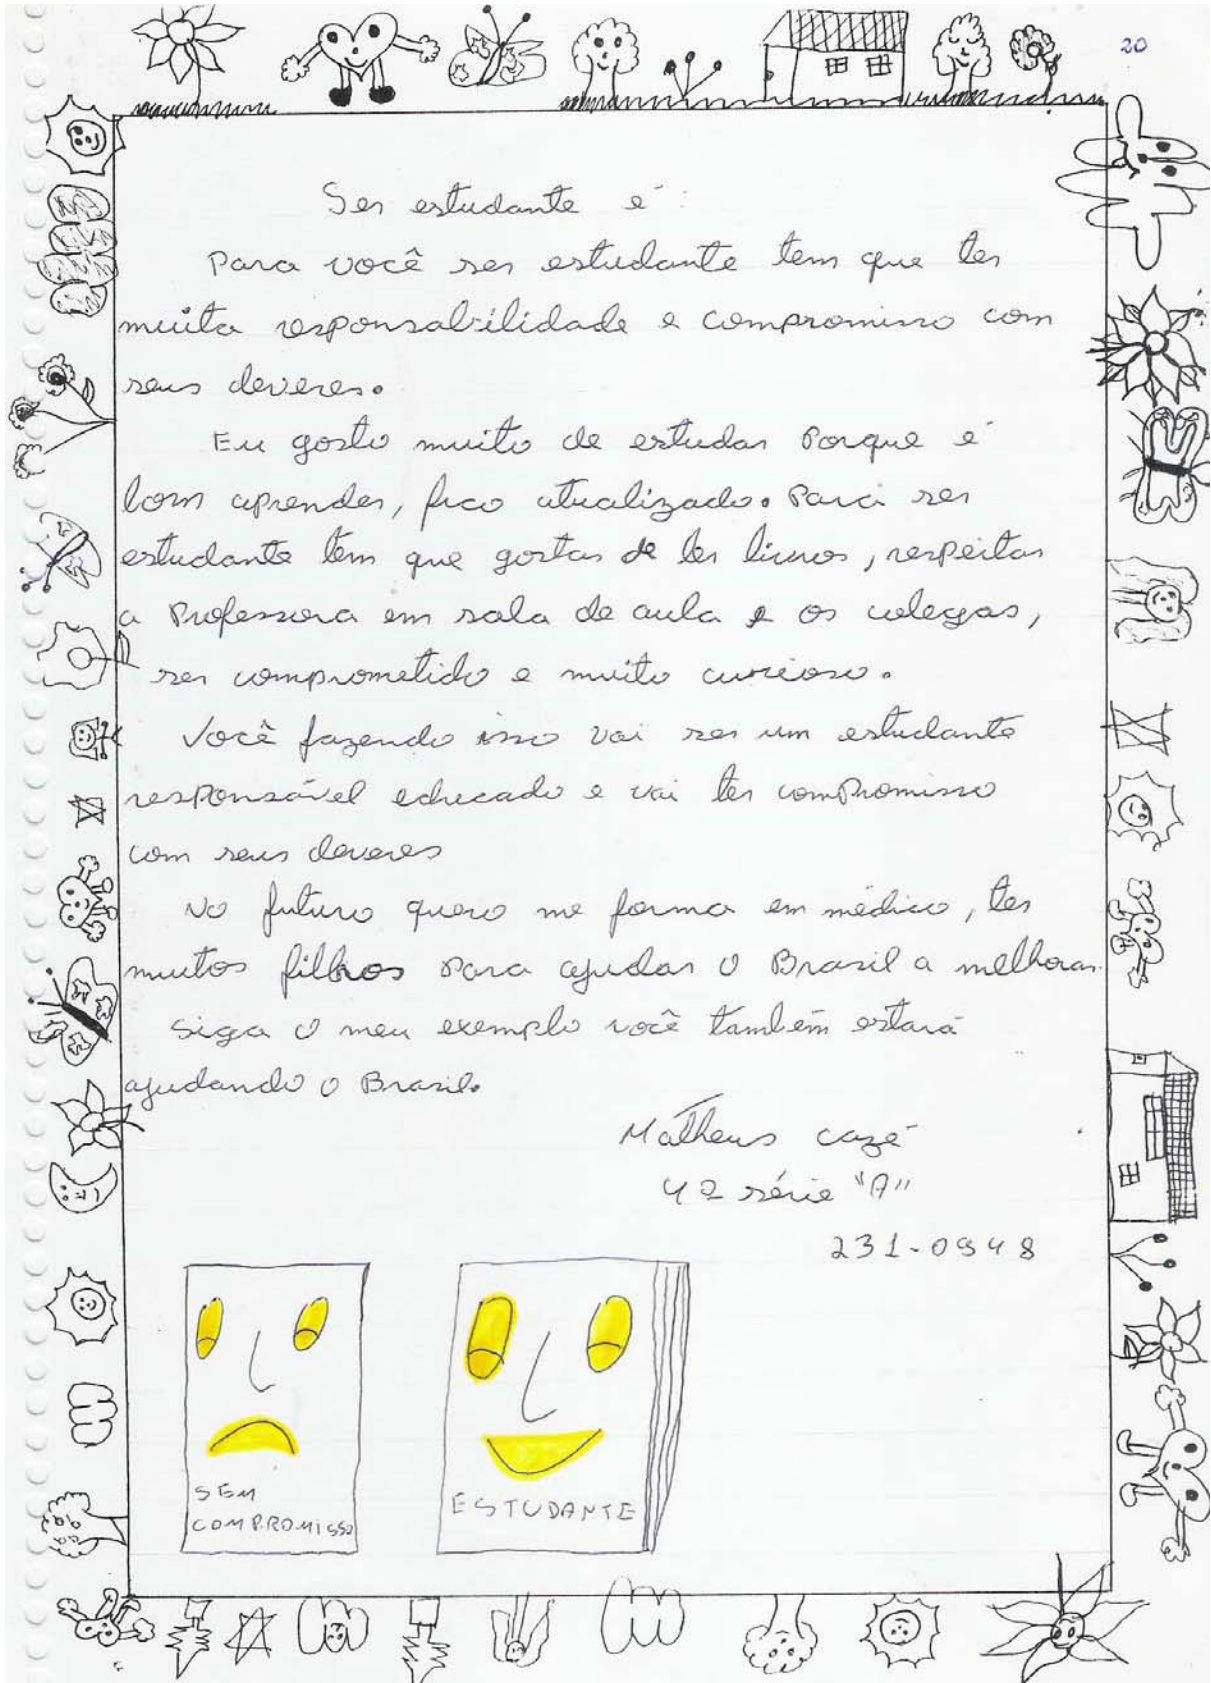 20
Ser estudante é:
Para você ser estudante tem que ter
muita responsabilidade e compromisso com
seus deveres.
Eu gosto muito de estudar Porque é
bom aprender, fico atualizado. Para ser
estudante tem que gostar de ler livros, respeitar
a Professora em sala de aula e os colegas,
ser comprometido e muito curioso.
Você fazendo isso vai ser um estudante
responsável educado e vai ter comPromisso
com seus deveres
No futuro quero me forma em médico, ter
muitos filhos Para ajudar o Brasil a melhorar.
Siga o meu exemplo você também estará
ajudando o Brasil.
Matheus cazé
4ª série "A"
231-0948
SEM
COMPROMISSO
ESTUDANTE